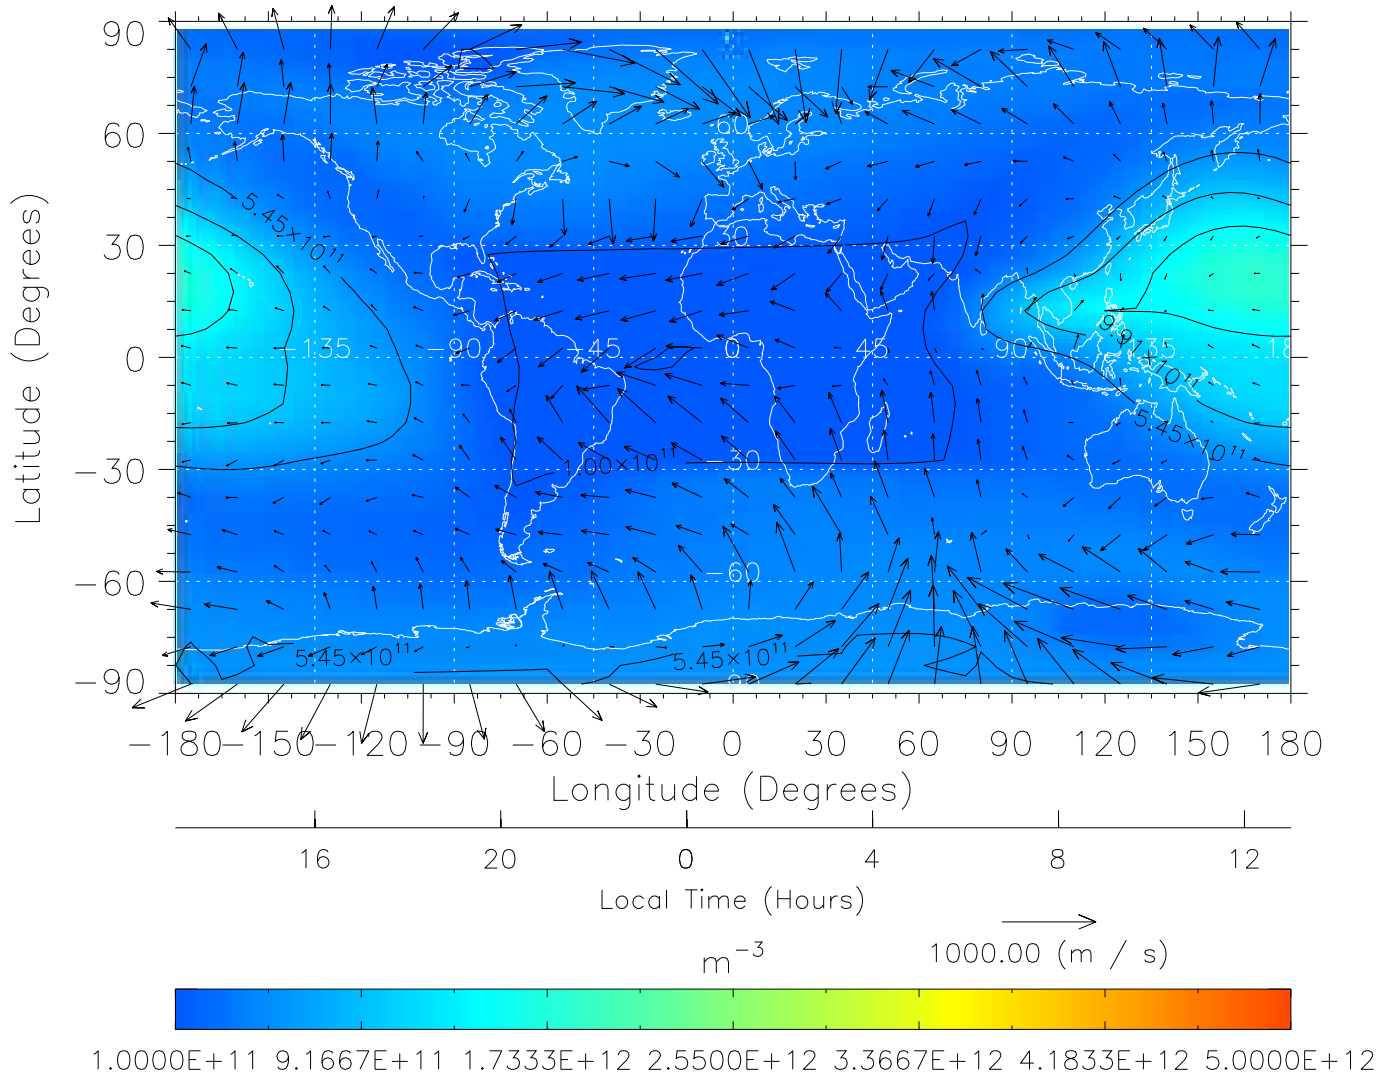 90
60
30
0
−30
−60
−90
Latitude (Degrees)
60
30
−135 −90 −45 0 45 90 135 18
−30
−60
−90
5.45×10¹¹
9.91×10¹¹
5.45×10¹¹
1.00×10¹¹
5.45×10¹¹
5.45×10¹¹
−180 −150 −120 −90 −60 −30 0 30 60 90 120 150 180
Longitude (Degrees)
16 20 0 4 8 12
Local Time (Hours)
1000.00 (m / s)
m⁻³
1.0000E+11 9.1667E+11 1.7333E+12 2.5500E+12 3.3667E+12 4.1833E+12 5.0000E+12